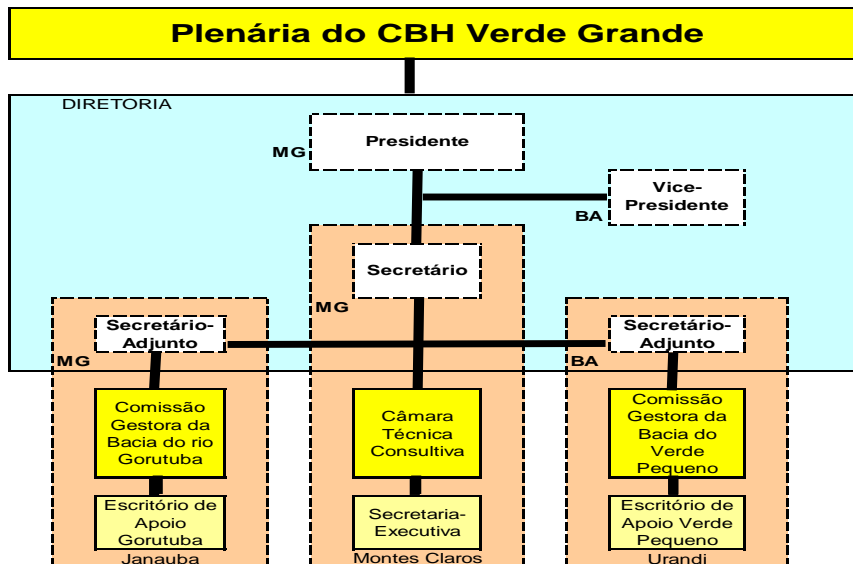 Plenária do CBH Verde Grande
DIRETORIA
MG
Presidente
Vice-
Presidente
BA
Secretário
MG
Secretário-
Adjunto
MG
Secretário-
Adjunto
BA
Comissão
Gestora da
Bacia do rio
Gorutuba
Câmara
Técnica
Consultiva
Comissão
Gestora da
Bacia do
Verde
Pequeno
Escritório de
Apoio
Gorutuba
Secretaria-
Executiva
Escritório de
Apoio Verde
Pequeno
Janauba
Montes Claros
Urandi